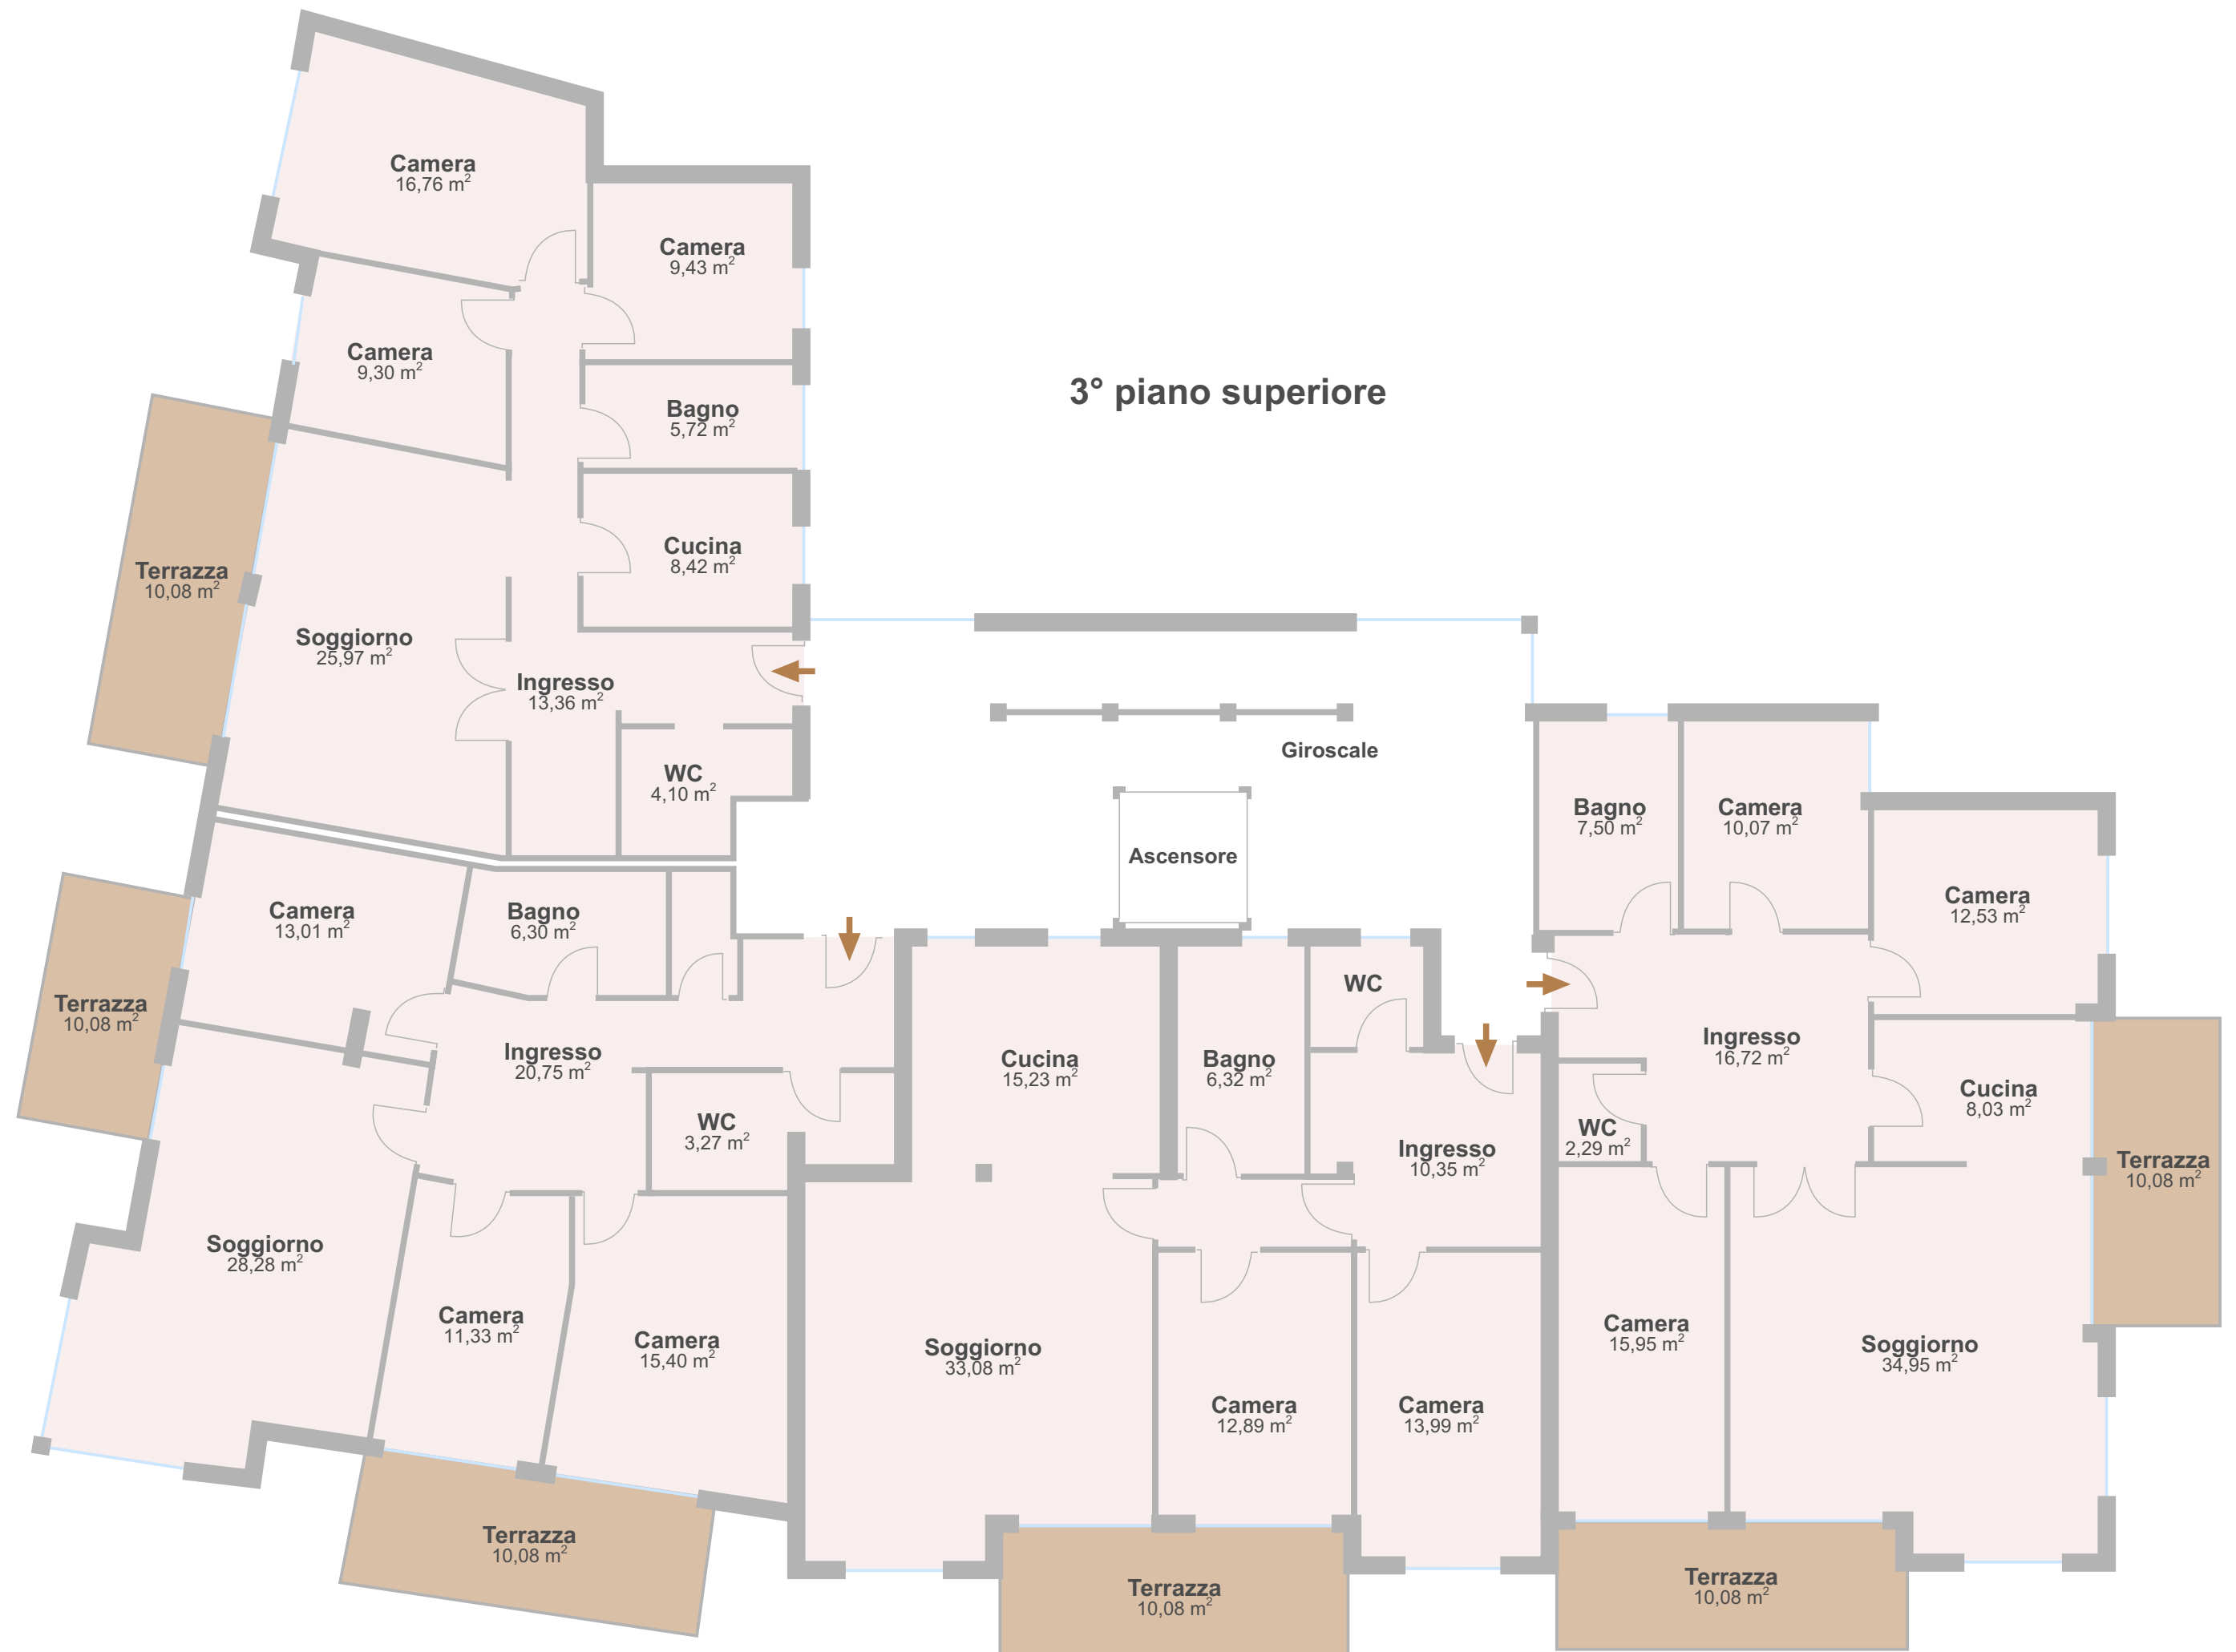 Camera
16,76 m²
Camera
9,43 m²
Camera
9,30 m²
Bagno
5,72 m²
3° piano superiore
Cucina
8,42 m²
Terrazza
10,08 m²
Soggiorno
25,97 m²
Ingresso
13,36 m²
WC
4,10 m²
Giroscale
Ascensore
Bagno
7,50 m²
Camera
10,07 m²
Camera
12,53 m²
Camera
13,01 m²
Bagno
6,30 m²
Terrazza
10,08 m²
Ingresso
20,75 m²
WC
3,27 m²
Cucina
15,23 m²
Bagno
6,32 m²
WC
Ingresso
10,35 m²
Ingresso
16,72 m²
WC
2,29 m²
Cucina
8,03 m²
Terrazza
10,08 m²
Soggiorno
28,28 m²
Camera
11,33 m²
Camera
15,40 m²
Soggiorno
33,08 m²
Camera
12,89 m²
Camera
13,99 m²
Camera
15,95 m²
Soggiorno
34,95 m²
Terrazza
10,08 m²
Terrazza
10,08 m²
Terrazza
10,08 m²